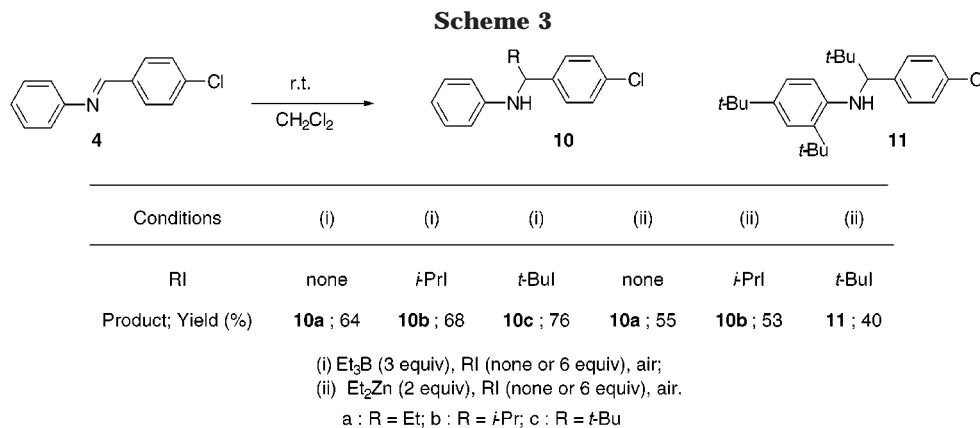 Scheme 3
R
t-Bu
Cl
Cl
N
r.t.
NH
t-Bu
NH
CH2Cl2
4
10
t-Bu
11
Conditions (i) (i) (i) (ii) (ii) (ii)
RI none i-PrI t-BuI none i-PrI t-BuI
Product; Yield (%) 10a ; 64 10b ; 68 10c ; 76 10a ; 55 10b ; 53 11 ; 40
(i) Et3B (3 equiv), RI (none or 6 equiv), air;
(ii) Et2Zn (2 equiv), RI (none or 6 equiv), air.
a : R = Et; b : R = i-Pr; c : R = t-Bu